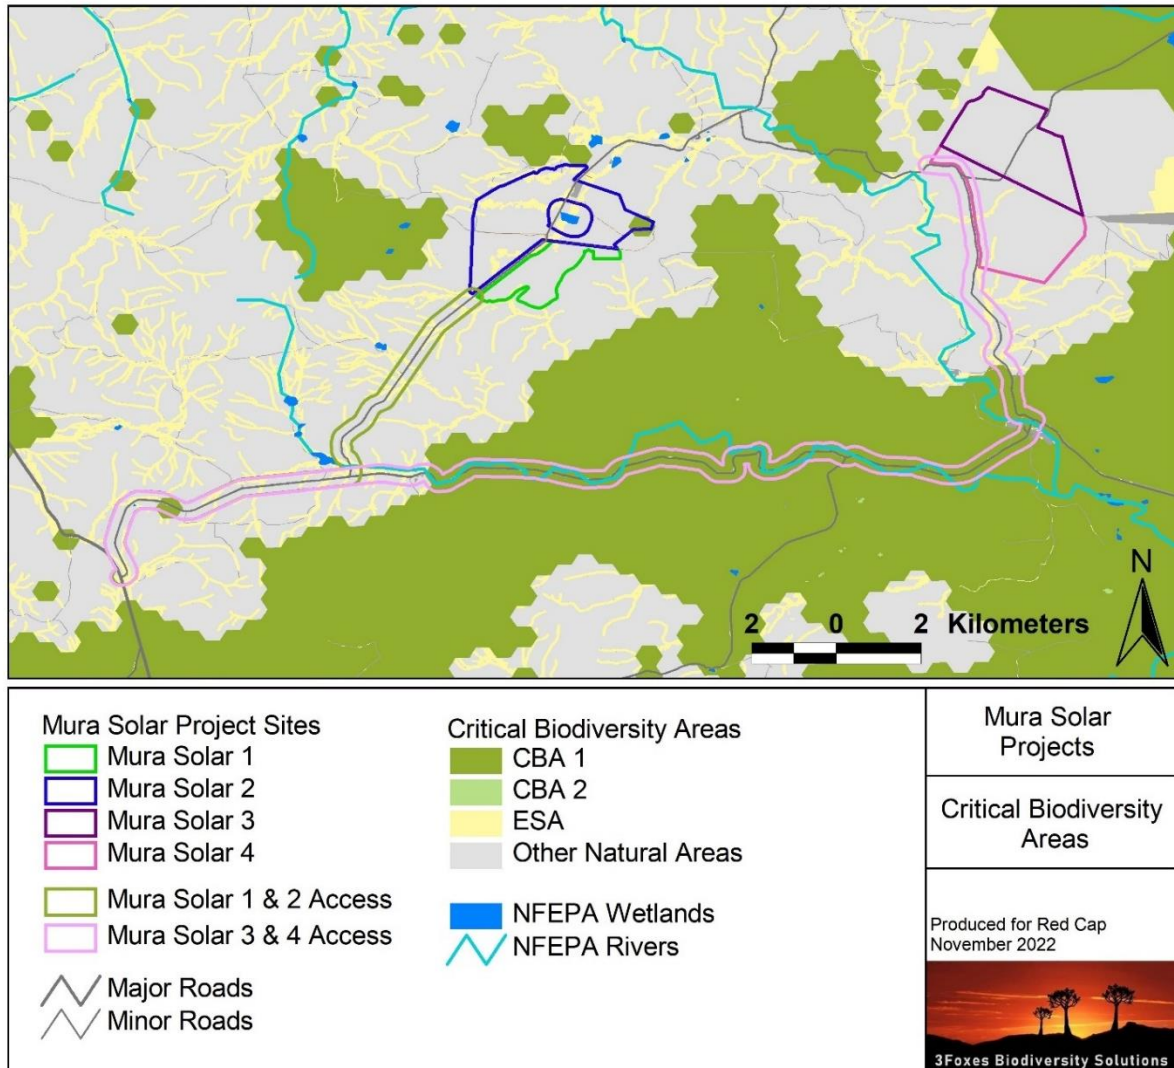 N
2 0 2 Kilometers
Mura Solar Project Sites
Mura Solar 1
Mura Solar 2
Mura Solar 3
Mura Solar 4
Mura Solar 1 & 2 Access
Mura Solar 3 & 4 Access
Major Roads
Minor Roads
Critical Biodiversity Areas
CBA 1
CBA 2
ESA
Other Natural Areas
NFEPA Wetlands
NFEPA Rivers
Mura Solar
Projects
Critical Biodiversity
Areas
Produced for Red Cap
November 2022
3Foxes Biodiversity Solutions